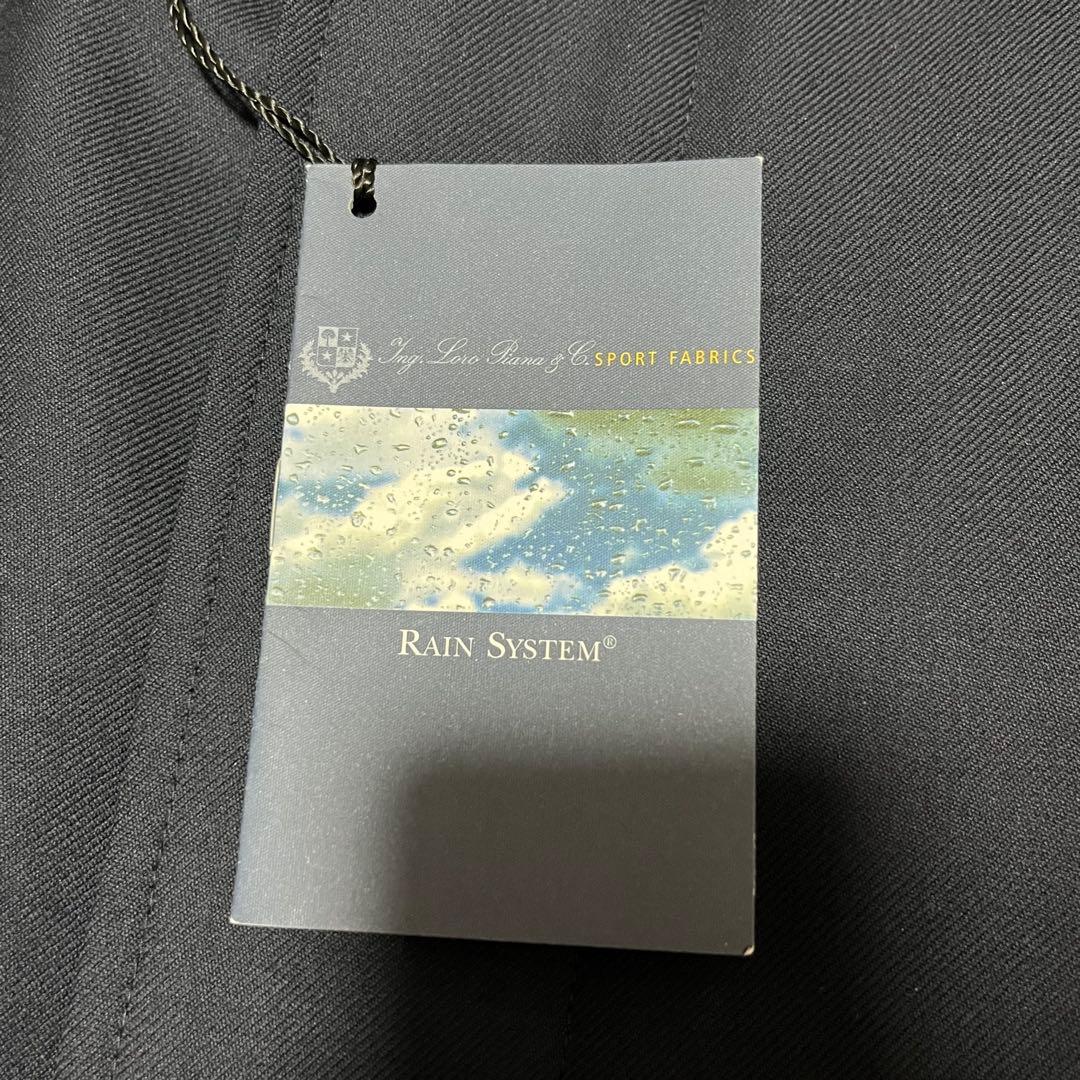 Ing. Loro Piana & C. SPORT FABRICS
RAIN SYSTEM®